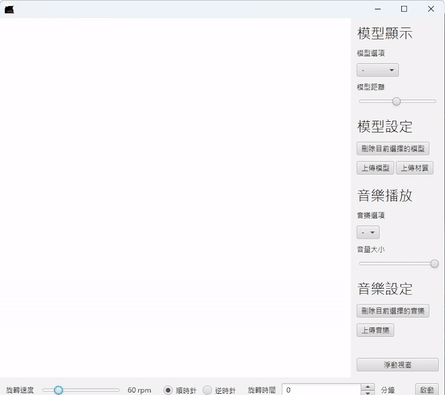 模型顯示
模型選項
-
模型距離
模型設定
刪除目前選擇的模型
上傳模型 上傳材質
音樂播放
音樂選項
-
音量大小
音樂設定
刪除目前選擇的音樂
上傳音樂
浮動視窗
旋轉速度 60 rpm 順時針 逆時針 旋轉時間 0 分鐘 啟動